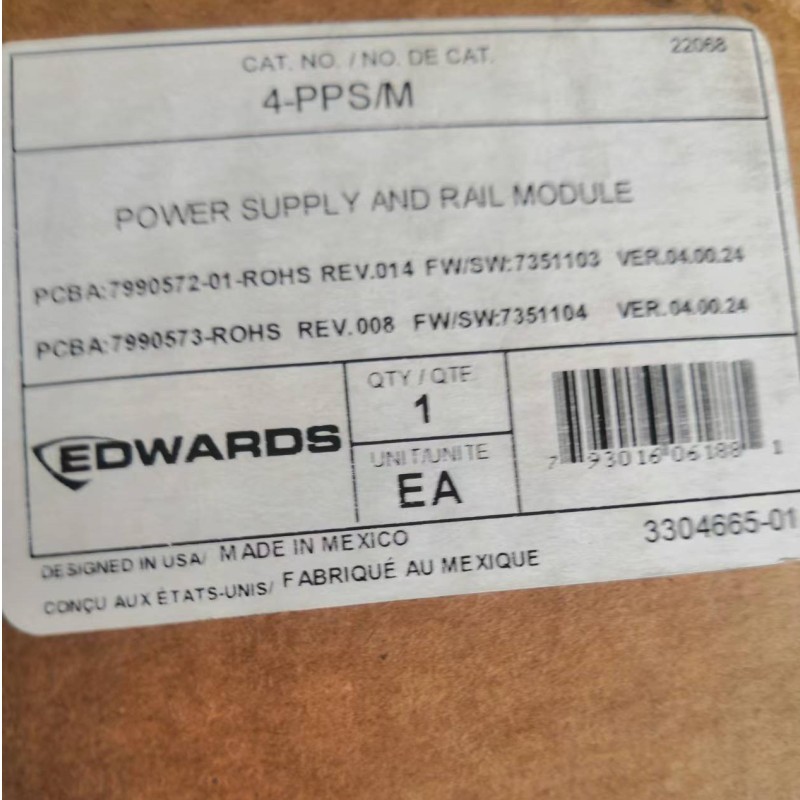 CAT. NO. / NO. DE CAT.
22068
4-PPS/M
POWER SUPPLY AND RAIL MODULE
PCBA:7990572-01-ROHS REV.014 FW/SW:7351103 VER.04.00.24
PCBA:7990573-ROHS REV.008 FW/SW:7351104 VER.04.00.24
EDWARDS
QTY / QTE
1
UNIT/UNITE
EA
7 93016 06188 1
DESIGNED IN USA/ MADE IN MEXICO
3304665-01
CONÇU AUX ÉTATS-UNIS/ FABRIQUÉ AU MEXIQUE